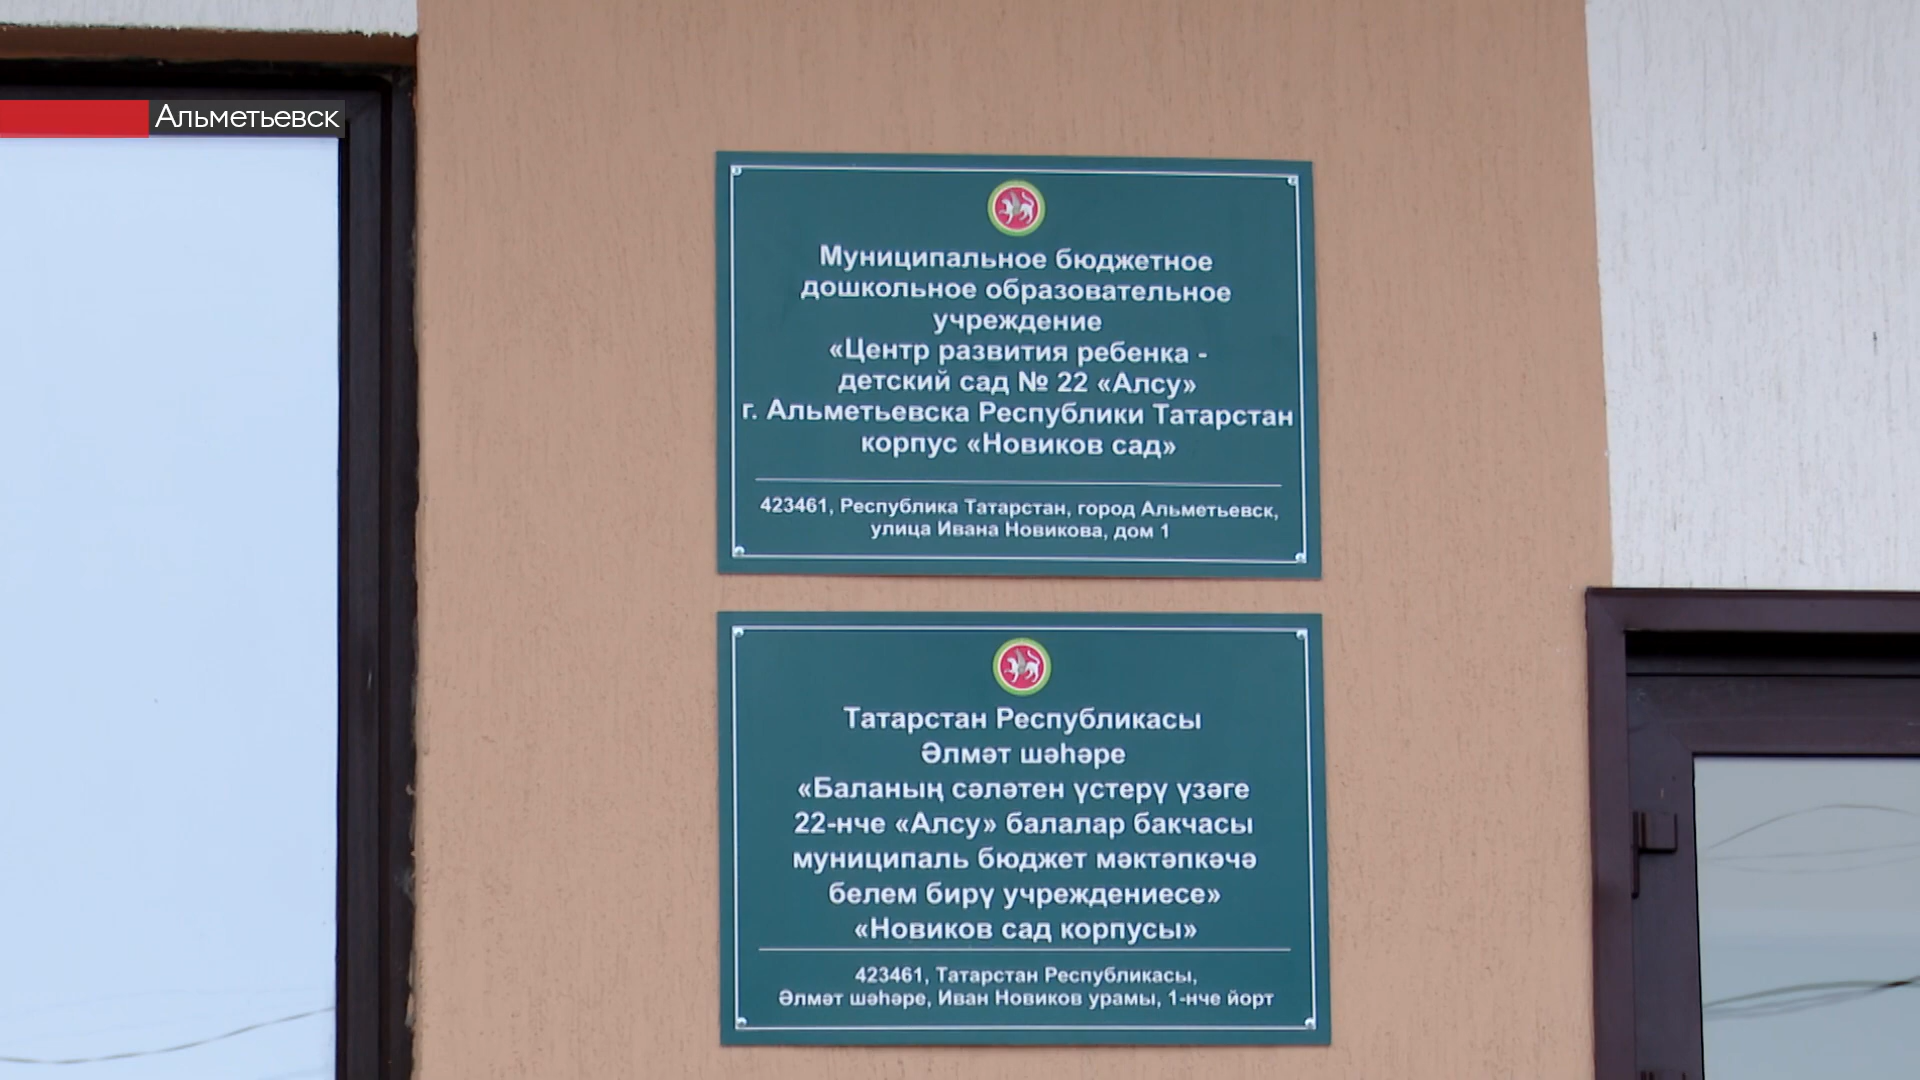 Альметьевск
Муниципальное бюджетное
дошкольное образовательное
учреждение
«Центр развития ребенка -
детский сад № 22 «Алсу»
г. Альметьевска Республики Татарстан
корпус «Новиков сад»
423461, Республика Татарстан, город Альметьевск,
улица Ивана Новикова, дом 1
Татарстан Республикасы
Әлмәт шәһәре
«Баланың сәләтен үстерү үзәге
22-нче «Алсу» балалар бакчасы
муниципаль бюджет мәктәпкәчә
белем бирү учреждениесе»
«Новиков сад корпусы»
423461, Татарстан Республикасы,
Әлмәт шәһәре, Иван Новиков урамы, 1-нче йорт